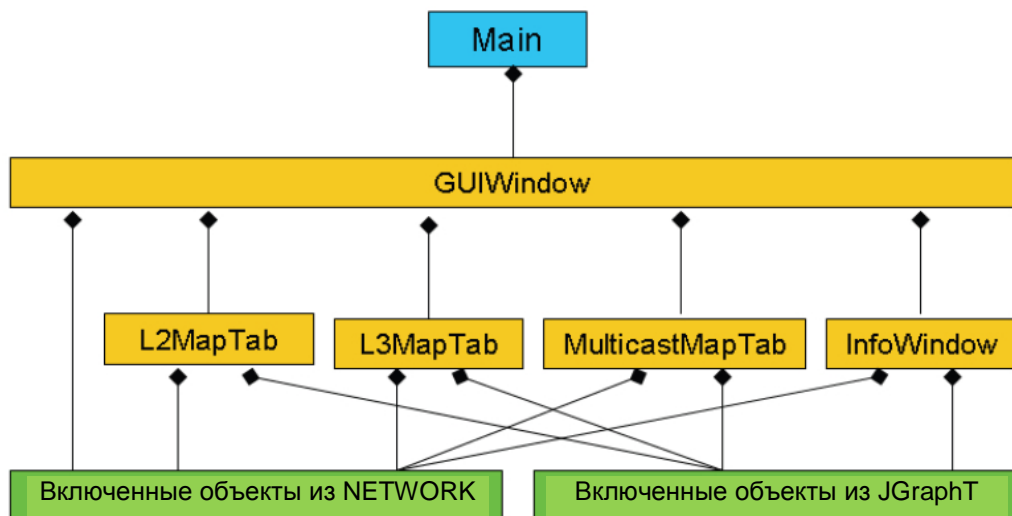 Main
GUIWindow
L2MapTab
L3MapTab
MulticastMapTab
InfoWindow
Включенные объекты из NETWORK
Включенные объекты из JGraphT